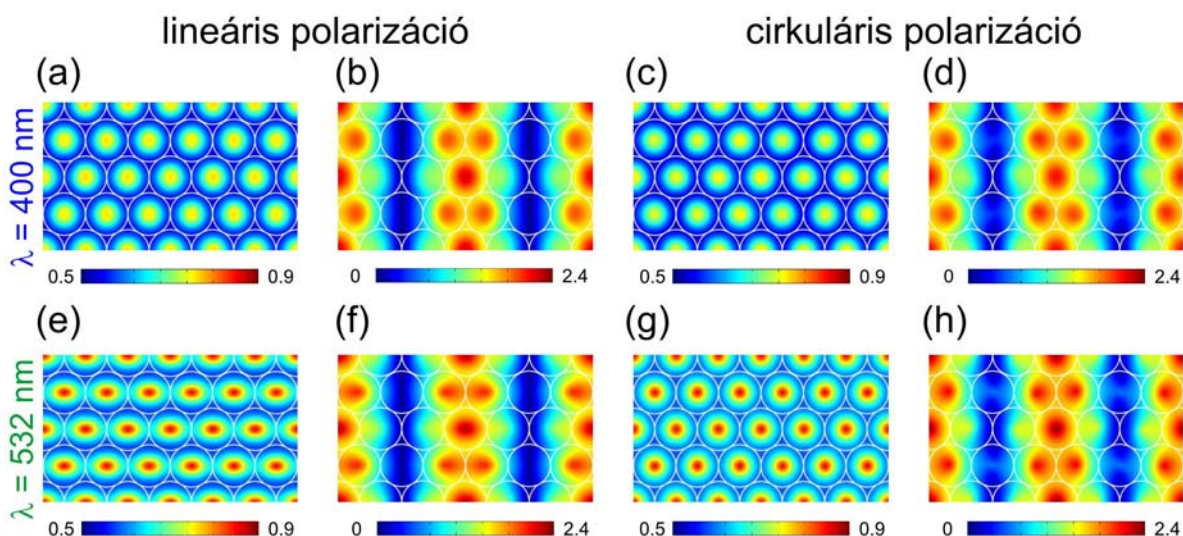 lineáris polarizáció cirkuláris polarizáció
(a) (b) (c) (d)
λ = 400 nm
0.5 0.9 0 2.4 0.5 0.9 0 2.4
(e) (f) (g) (h)
λ = 532 nm
0.5 0.9 0 2.4 0.5 0.9 0 2.4